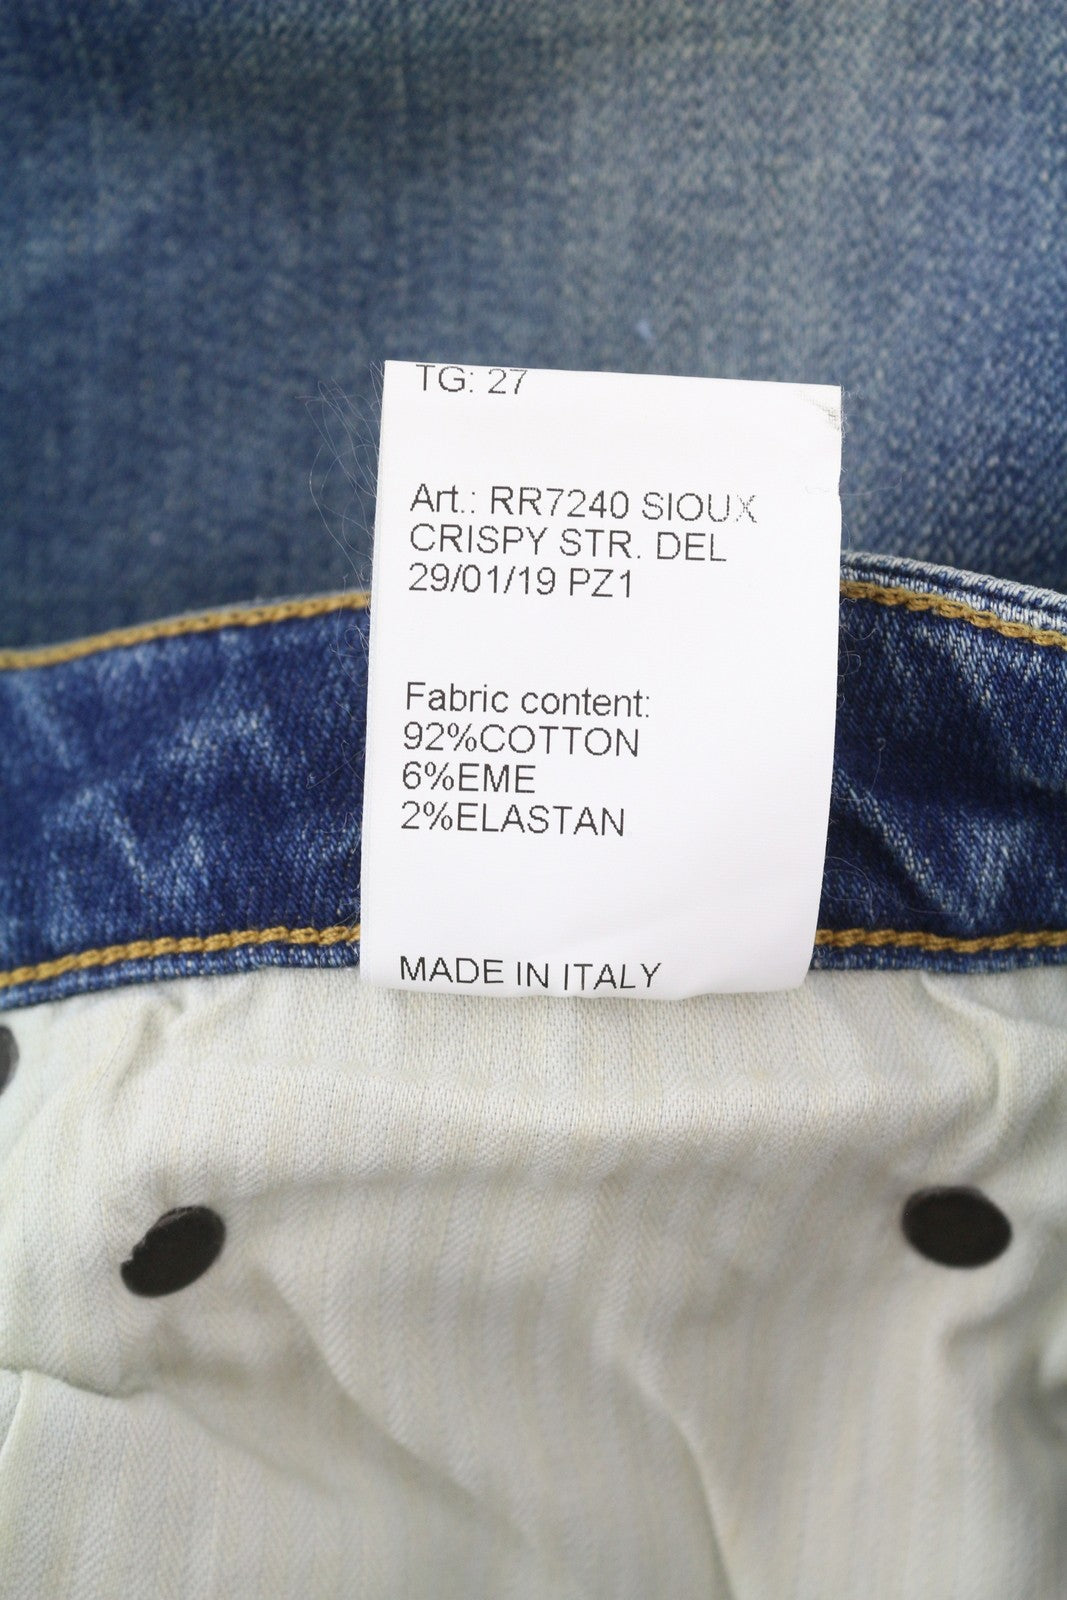 TG: 27
Art.: RR7240 SIOUX
CRISPY STR. DEL
29/01/19 PZ1
Fabric content:
92%COTTON
6%EME
2%ELASTAN
MADE IN ITALY